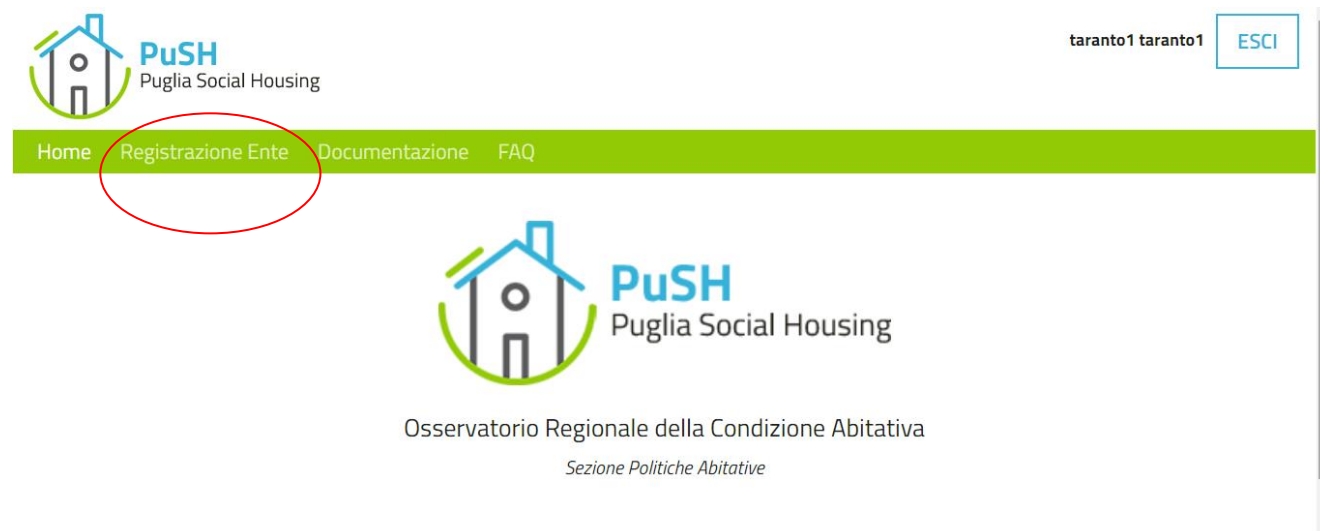 PuSH
Puglia Social Housing
taranto1 taranto1
ESCI
Home Registrazione Ente Documentazione FAQ
PuSH
Puglia Social Housing
Osservatorio Regionale della Condizione Abitativa
Sezione Politiche Abitative